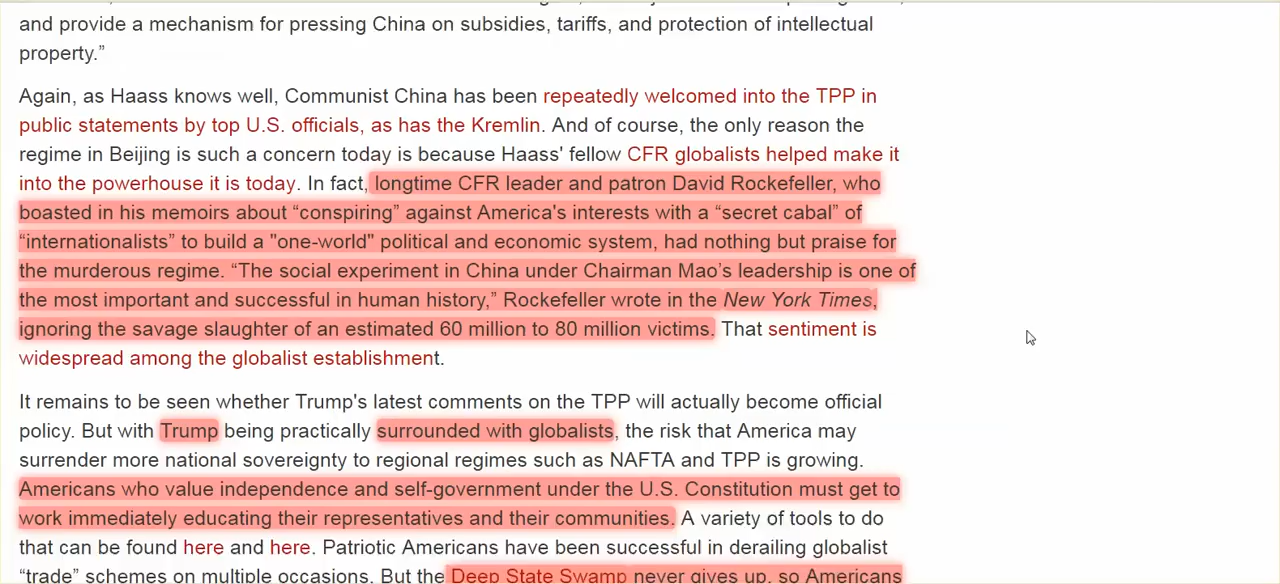 and provide a mechanism for pressing China on subsidies, tariffs, and protection of intellectual
property.”
Again, as Haass knows well, Communist China has been repeatedly welcomed into the TPP in
public statements by top U.S. officials, as has the Kremlin. And of course, the only reason the
regime in Beijing is such a concern today is because Haass' fellow CFR globalists helped make it
into the powerhouse it is today. In fact, longtime CFR leader and patron David Rockefeller, who
boasted in his memoirs about “conspiring” against America's interests with a “secret cabal” of
“internationalists” to build a "one-world" political and economic system, had nothing but praise for
the murderous regime. “The social experiment in China under Chairman Mao’s leadership is one of
the most important and successful in human history,” Rockefeller wrote in the New York Times,
ignoring the savage slaughter of an estimated 60 million to 80 million victims. That sentiment is
widespread among the globalist establishment.
It remains to be seen whether Trump's latest comments on the TPP will actually become official
policy. But with Trump being practically surrounded with globalists, the risk that America may
surrender more national sovereignty to regional regimes such as NAFTA and TPP is growing.
Americans who value independence and self-government under the U.S. Constitution must get to
work immediately educating their representatives and their communities. A variety of tools to do
that can be found here and here. Patriotic Americans have been successful in derailing globalist
“trade” schemes on multiple occasions. But the Deep State Swamp never gives up, so Americans